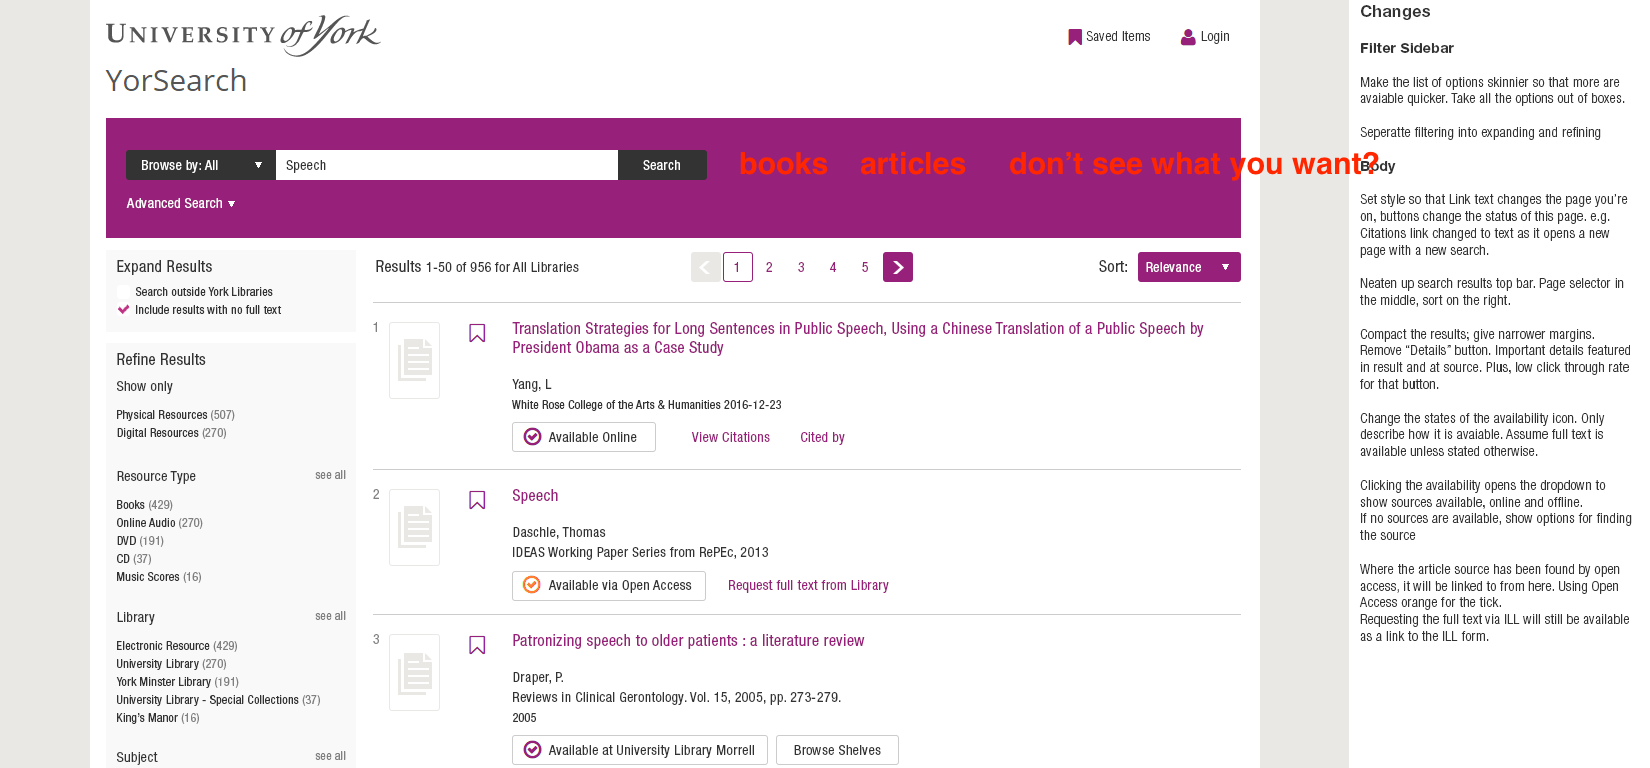 UNIVERSITY of York
YorSearch
Saved Items
Login
Browse by: All
Speech
Search
books articles don't see what you want?
Advanced Search
Expand Results
Search outside York Libraries
Include results with no full text
Refine Results
Show only
Physical Resources (507)
Digital Resources (270)
Resource Type see all
Books (429)
Online Audio (270)
DVD (191)
CD (37)
Music Scores (16)
Library see all
Electronic Resource (429)
University Library (270)
York Minster Library (191)
University Library - Special Collections (37)
King's Manor (16)
Subject see all
Results 1-50 of 956 for All Libraries
1 2 3 4 5
Sort: Relevance
1
Translation Strategies for Long Sentences in Public Speech, Using a Chinese Translation of a Public Speech by
President Obama as a Case Study
Yang, L
White Rose College of the Arts & Humanities 2016-12-23
Available Online View Citations Cited by
2
Speech
Daschle, Thomas
IDEAS Working Paper Series from RePEc, 2013
Available via Open Access Request full text from Library
3
Patronizing speech to older patients : a literature review
Draper, P.
Reviews in Clinical Gerontology. Vol. 15, 2005, pp. 273-279.
2005
Available at University Library Morrell Browse Shelves
Changes
Filter Sidebar
Make the list of options skinnier so that more are
avaiable quicker. Take all the options out of boxes.
Seperatte filtering into expanding and refining
Body
Set style so that Link text changes the page you're
on, buttons change the status of this page. e.g.
Citations link changed to text as it opens a new
page with a new search.
Neaten up search results top bar. Page selector in
the middle, sort on the right.
Compact the results; give narrower margins.
Remove "Details" button. Important details featured
in result and at source. Plus, low click through rate
for that button.
Change the states of the availability icon. Only
describe how it is avaiable. Assume full text is
available unless stated otherwise.
Clicking the availability opens the dropdown to
show sources available, online and offline.
If no sources are available, show options for finding
the source
Where the article source has been found by open
access, it will be linked to from here. Using Open
Access orange for the tick.
Requesting the full text via ILL will still be available
as a link to the ILL form.